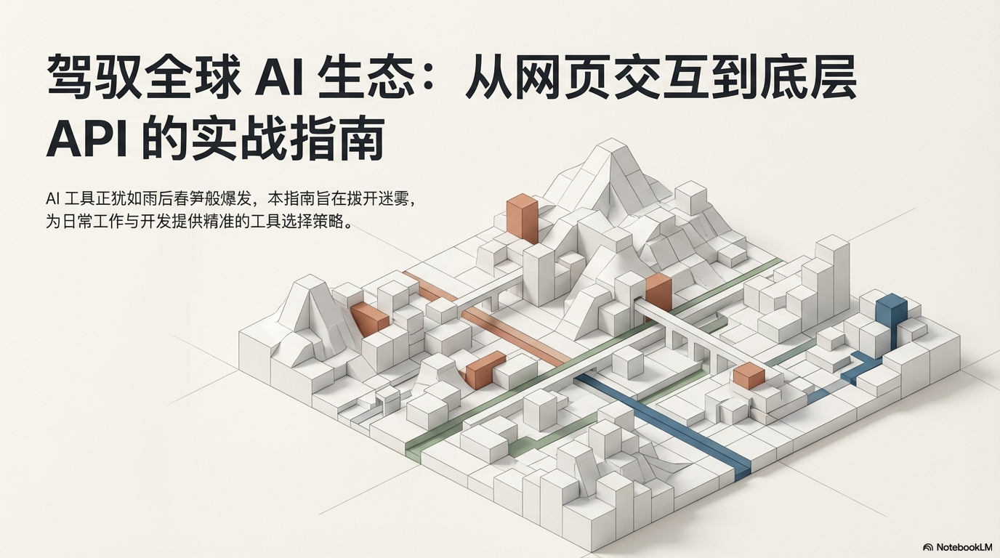 驾驭全球 AI 生态：从网页交互到底层
API 的实战指南
AI 工具正犹如雨后春笋般爆发，本指南旨在拨开迷雾，
为日常工作与开发提供精准的工具选择策略。
NotebookLM